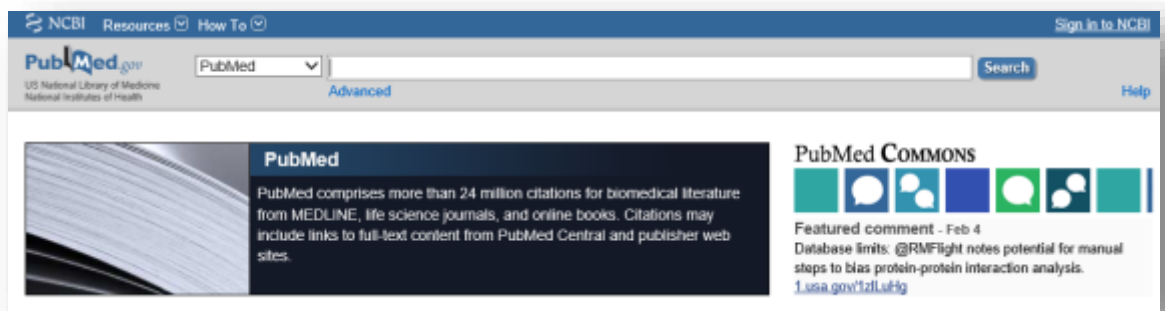 NCBI Resources How To Sign in to NCBI
PubMed.gov
US National Library of Medicine
National Institutes of Health
PubMed
Search
Advanced
Help
PubMed
PubMed comprises more than 24 million citations for biomedical literature
from MEDLINE, life science journals, and online books. Citations may
include links to full-text content from PubMed Central and publisher web
sites.
PubMed COMMONS
Featured comment - Feb 4
Database limits: @RMFlight notes potential for manual
steps to bias protein-protein interaction analysis.